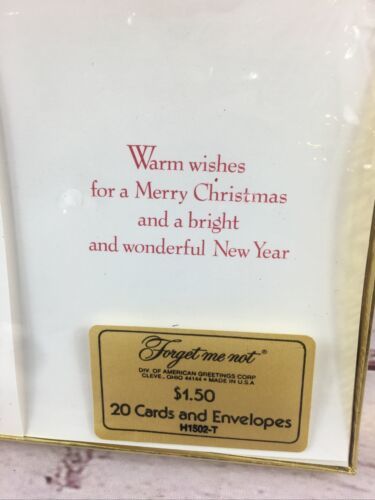 Warm wishes
for a Merry Christmas
and a bright
and wonderful New Year
Forget me not®
DIV. OF AMERICAN GREETINGS CORP
CLEVE., OHIO 44144 • MADE IN U.S.A
$1.50
20 Cards and Envelopes
H1502-T